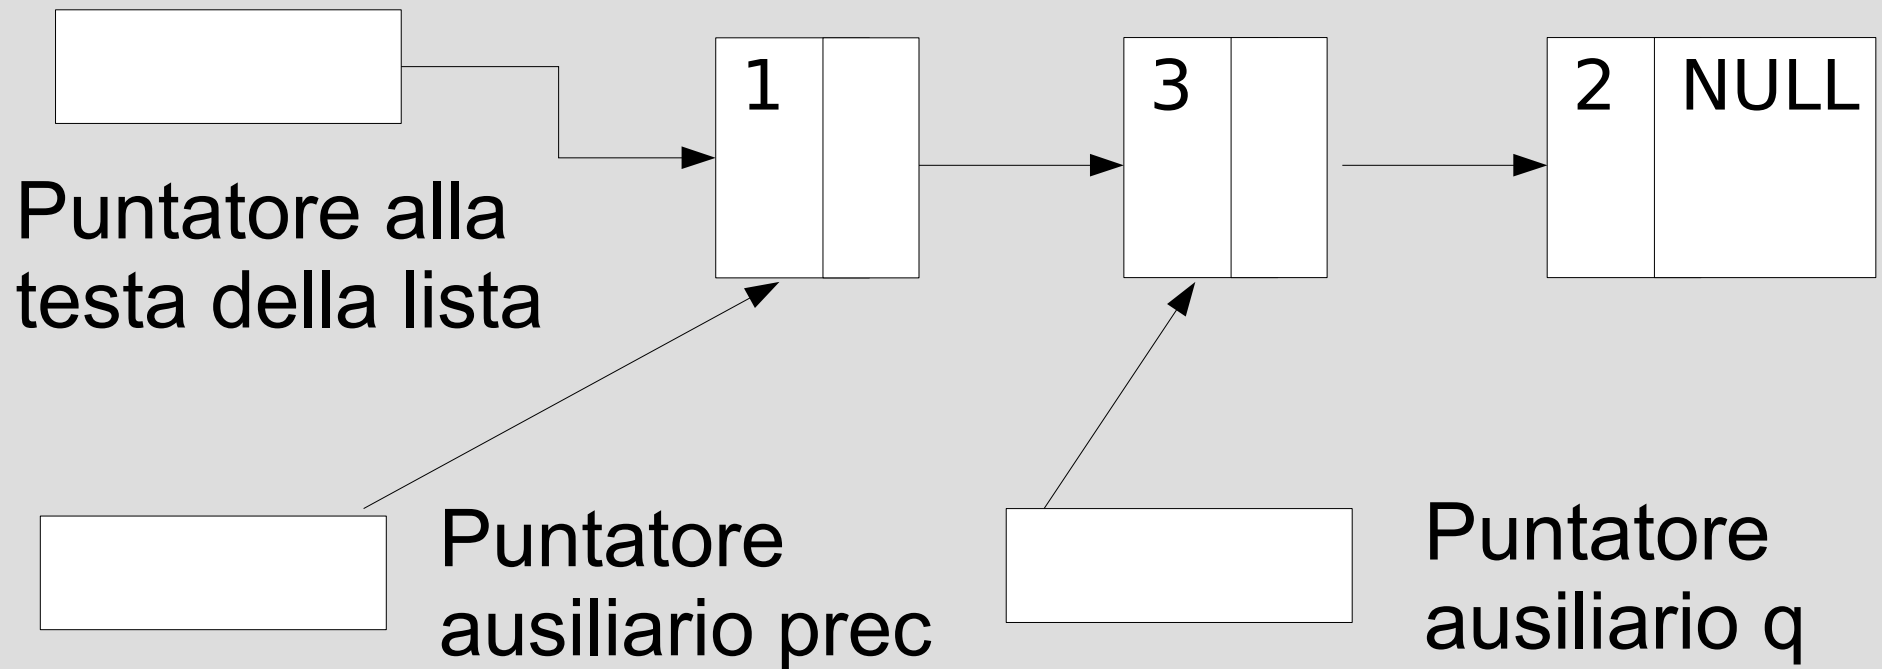 1
3
2 NULL
Puntatore alla
testa della lista
Puntatore
ausiliario prec
Puntatore
ausiliario q